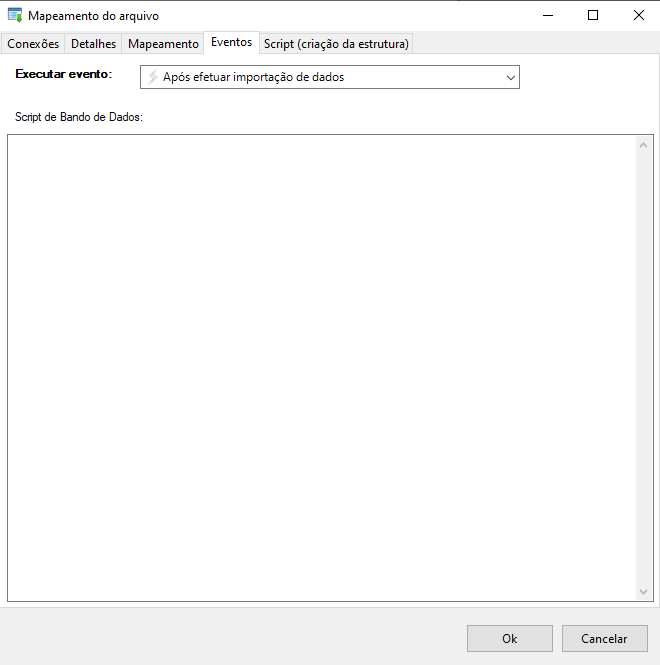 Mapeamento do arquivo
Conexões Detalhes Mapeamento Eventos Script (criação da estrutura)
Executar evento: Após efetuar importação de dados
Script de Bando de Dados:
Ok Cancelar